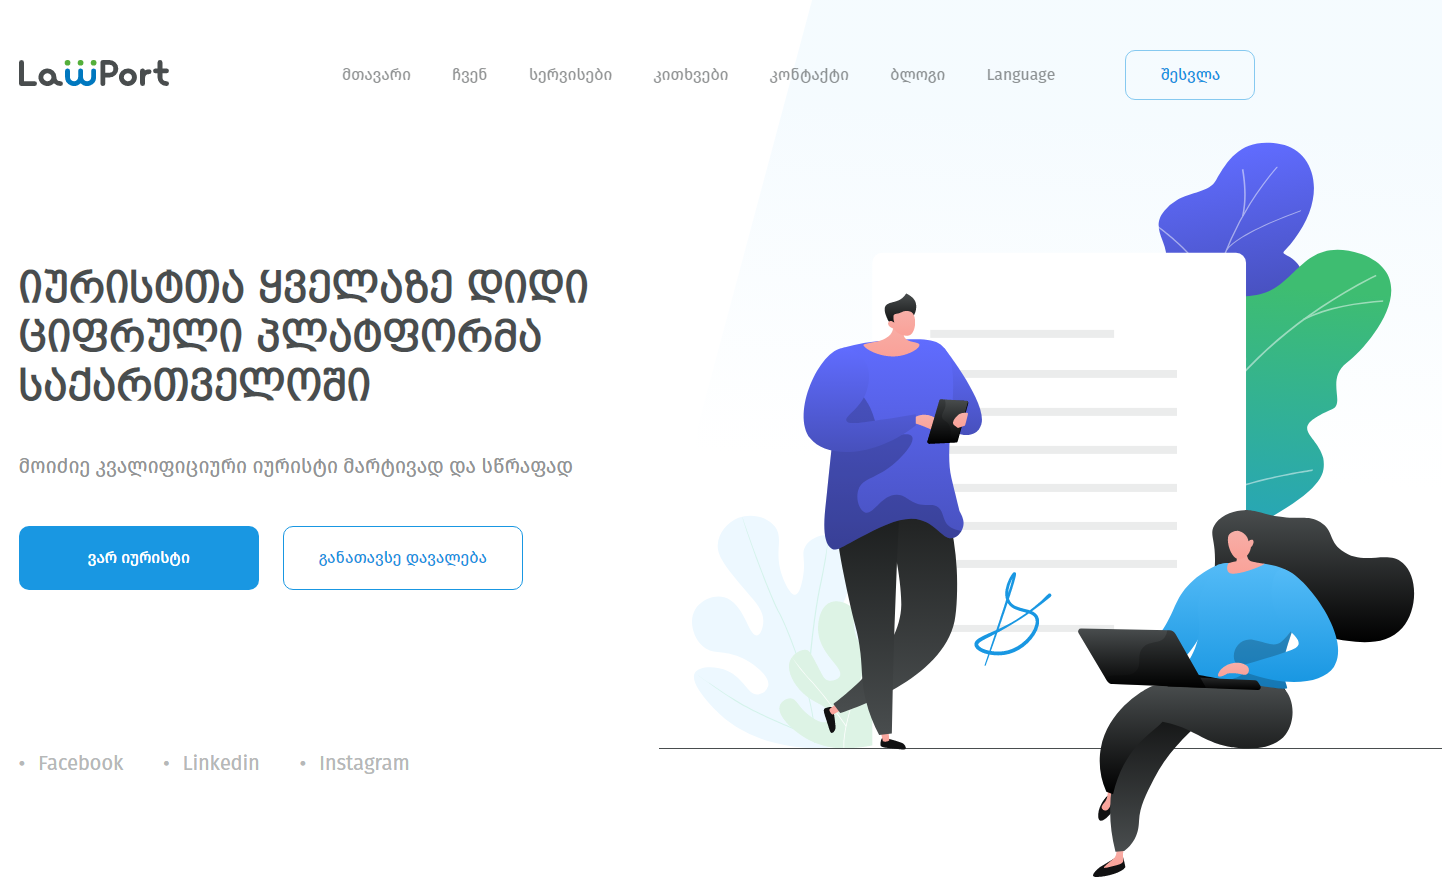 LawPort
მთავარი ჩვენ სერვისები კითხვები კონტაქტი ბლოგი Language შესვლა
იურისტთა ყველაზე დიდი
ციფრული პლატფორმა
საქართველოში
მოიძიე კვალიფიციური იურისტი მარტივად და სწრაფად
ვარ იურისტი განათავსე დავალება
• Facebook • Linkedin • Instagram